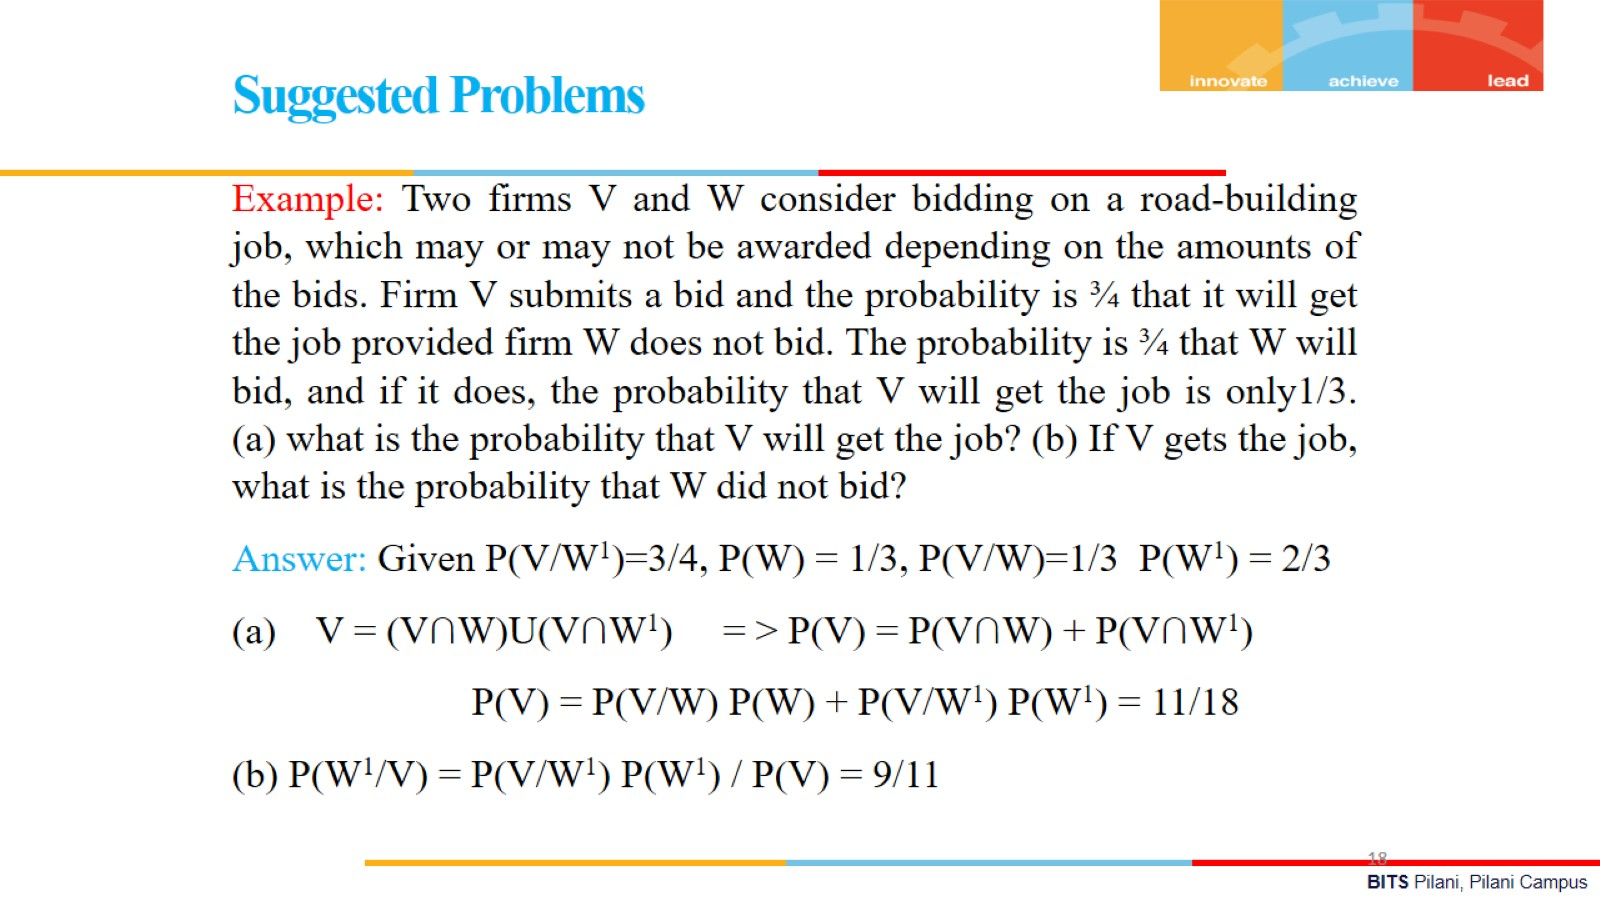 innovate achieve lead
Suggested Problems
Example: Two firms V and W consider bidding on a road-building
job, which may or may not be awarded depending on the amounts of
the bids. Firm V submits a bid and the probability is ¾ that it will get
the job provided firm W does not bid. The probability is ¾ that W will
bid, and if it does, the probability that V will get the job is only1/3.
(a) what is the probability that V will get the job? (b) If V gets the job,
what is the probability that W did not bid?
Answer: Given P(V/W¹)=3/4, P(W) = 1/3, P(V/W)=1/3 P(W¹) = 2/3
(a) V = (V∩W)U(V∩W¹) = > P(V) = P(V∩W) + P(V∩W¹)
P(V) = P(V/W) P(W) + P(V/W¹) P(W¹) = 11/18
(b) P(W¹/V) = P(V/W¹) P(W¹) / P(V) = 9/11
18
BITS Pilani, Pilani Campus